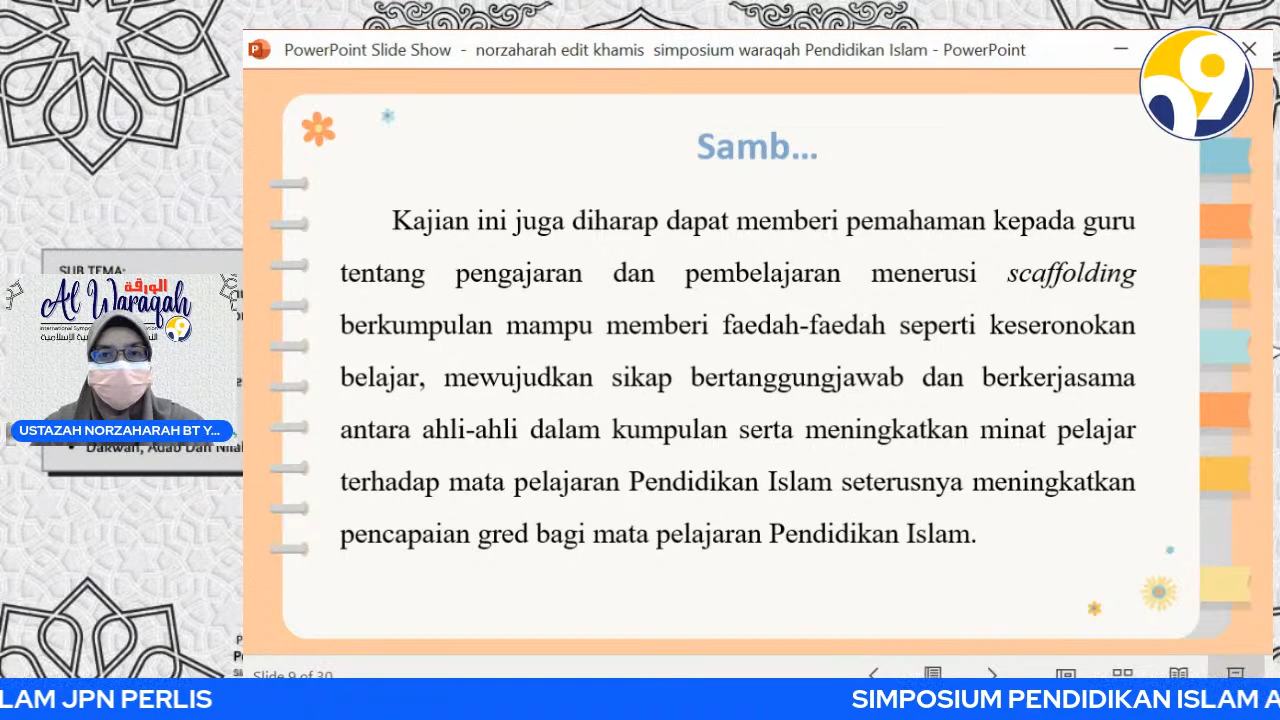 PowerPoint Slide Show - norzaharah edit khamis simposium waraqah Pendidikan Islam - PowerPoint
Samb...
Kajian ini juga diharap dapat memberi pemahaman kepada guru
tentang pengajaran dan pembelajaran menerusi scaffolding
berkumpulan mampu memberi faedah-faedah seperti keseronokan
belajar, mewujudkan sikap bertanggungjawab dan berkerjasama
antara ahli-ahli dalam kumpulan serta meningkatkan minat pelajar
terhadap mata pelajaran Pendidikan Islam seterusnya meningkatkan
pencapaian gred bagi mata pelajaran Pendidikan Islam.
SUB TEMA:
الورقة
Al Waraqah
USTAZAH NORZAHARAH BT Y...
Dakwah, Adab Dan Nilai
Slide 9 of 30
LAM JPN PERLIS
SIMPOSIUM PENDIDIKAN ISLAM A